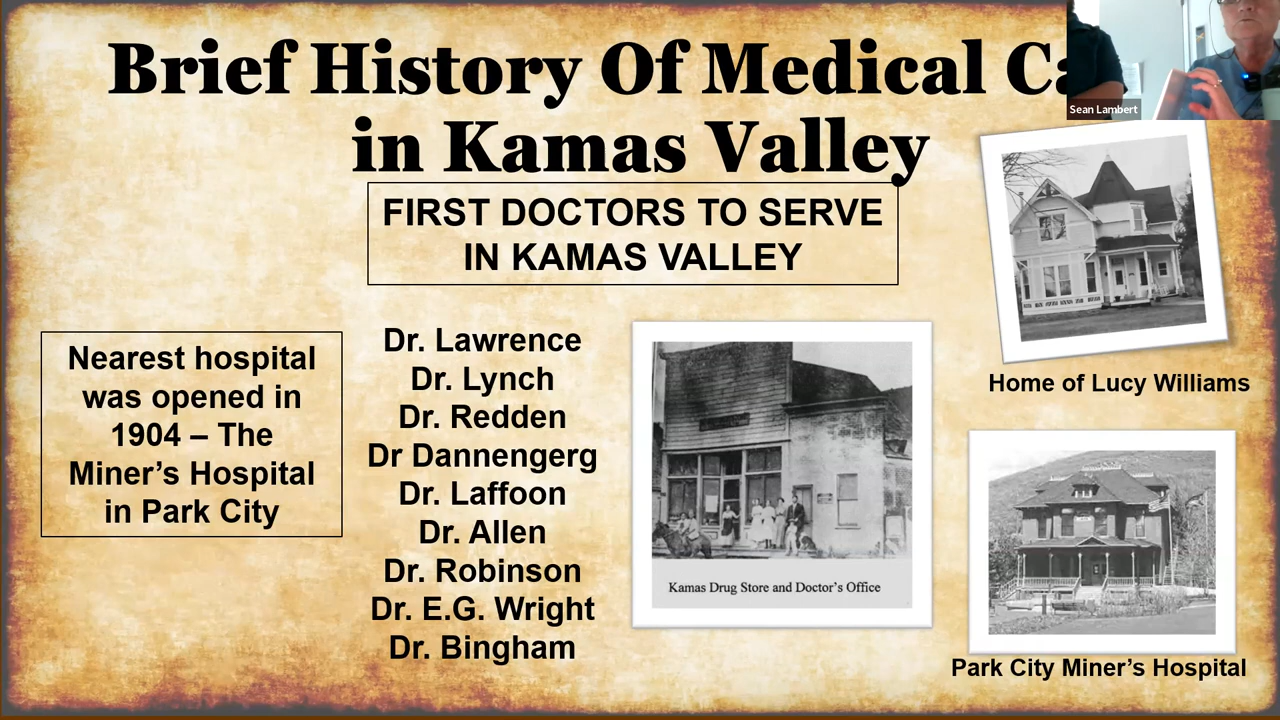 Brief History Of Medical Ca
in Kamas Valley
Sean Lambert
FIRST DOCTORS TO SERVE
IN KAMAS VALLEY
Nearest hospital
was opened in
1904 – The
Miner's Hospital
in Park City
Dr. Lawrence
Dr. Lynch
Dr. Redden
Dr Dannengerg
Dr. Laffoon
Dr. Allen
Dr. Robinson
Dr. E.G. Wright
Dr. Bingham
Kamas Drug Store and Doctor's Office
Home of Lucy Williams
Park City Miner's Hospital